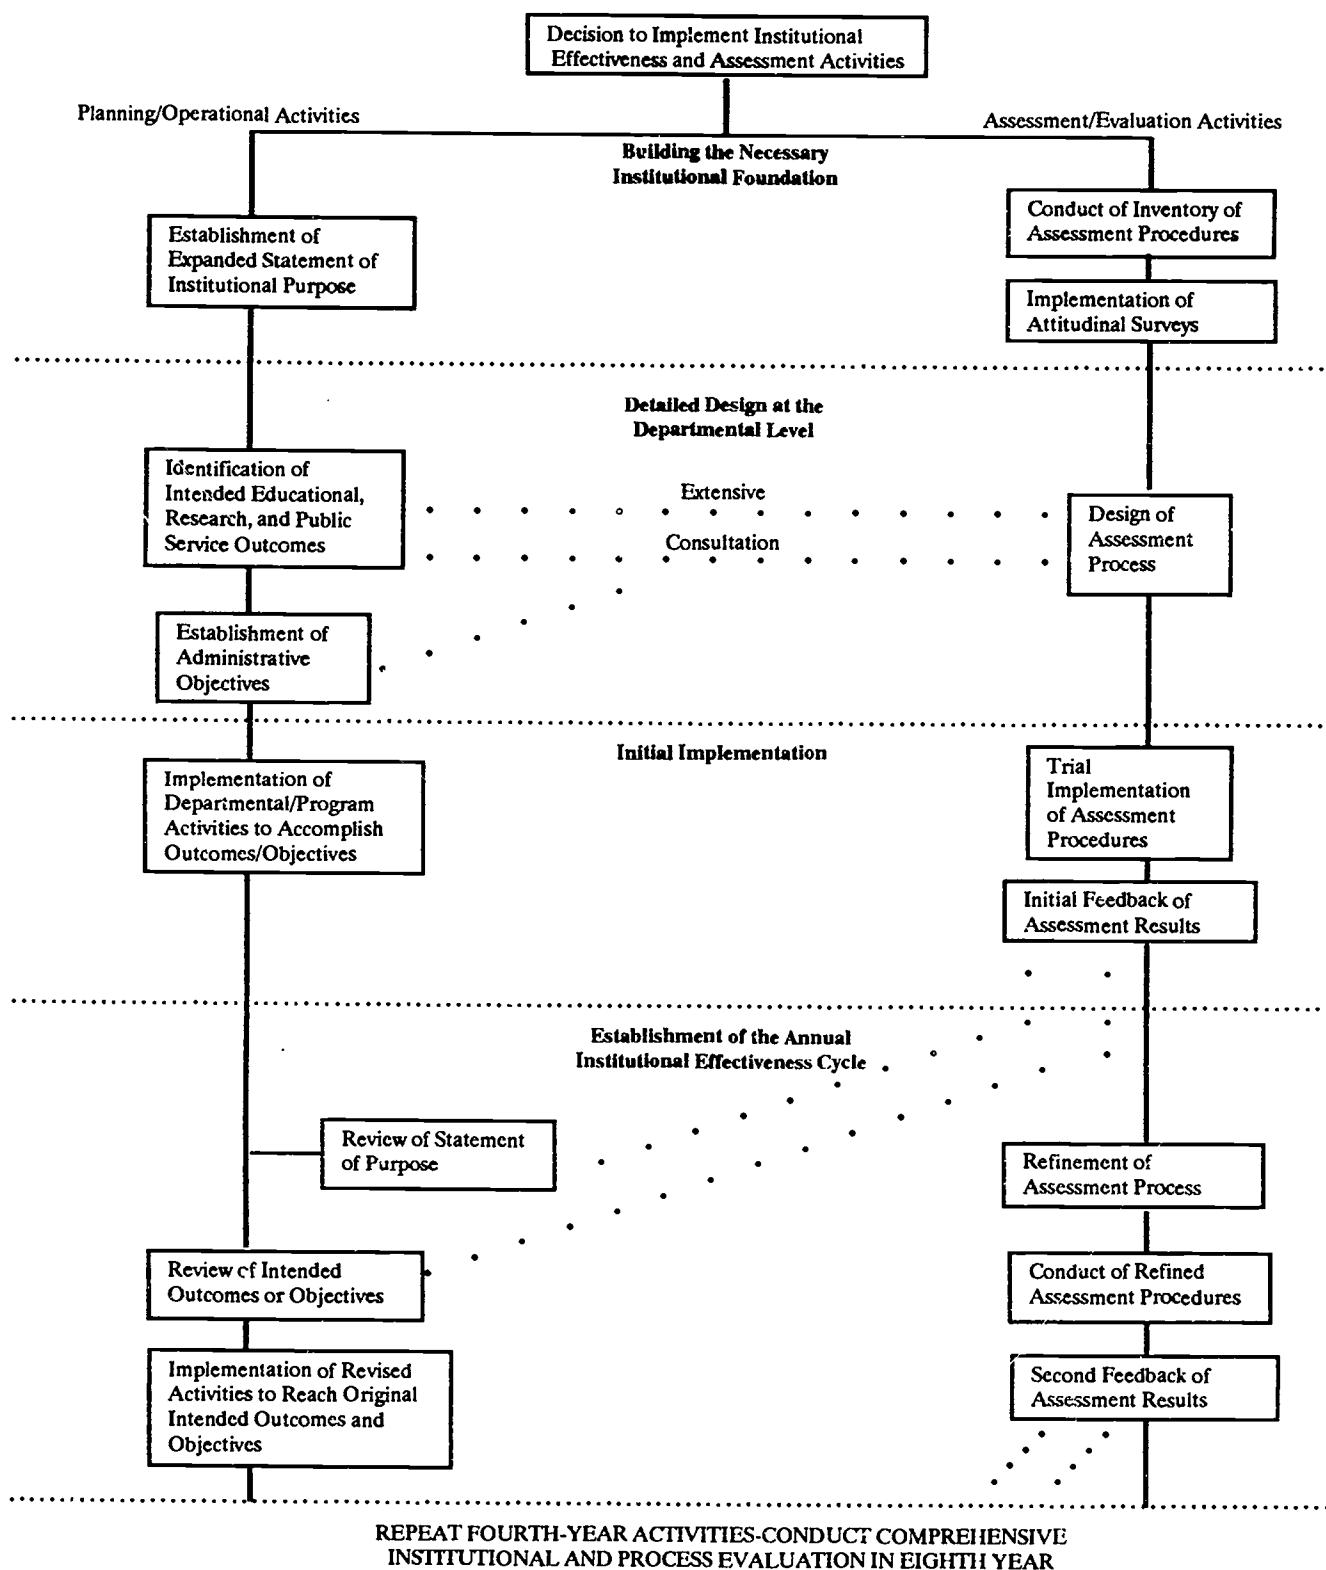 Decision to Implement Institutional
Effectiveness and Assessment Activities
Planning/Operational Activities
Assessment/Evaluation Activities
Building the Necessary
Institutional Foundation
Establishment of
Expanded Statement of
Institutional Purpose
Conduct of Inventory of
Assessment Procedures
Implementation of
Attitudinal Surveys
Detailed Design at the
Departmental Level
Identification of
Intended Educational,
Research, and Public
Service Outcomes
Extensive
Consultation
Design of
Assessment
Process
Establishment of
Administrative
Objectives
Initial Implementation
Implementation of
Departmental/Program
Activities to Accomplish
Outcomes/Objectives
Trial
Implementation
of Assessment
Procedures
Initial Feedback of
Assessment Results
Establishment of the Annual
Institutional Effectiveness Cycle
Review of Statement
of Purpose
Refinement of
Assessment Process
Review of Intended
Outcomes or Objectives
Conduct of Refined
Assessment Procedures
Implementation of Revised
Activities to Reach Original
Intended Outcomes and
Objectives
Second Feedback of
Assessment Results
REPEAT FOURTH-YEAR ACTIVITIES-CONDUCT COMPREHENSIVE
INSTITUTIONAL AND PROCESS EVALUATION IN EIGHTH YEAR